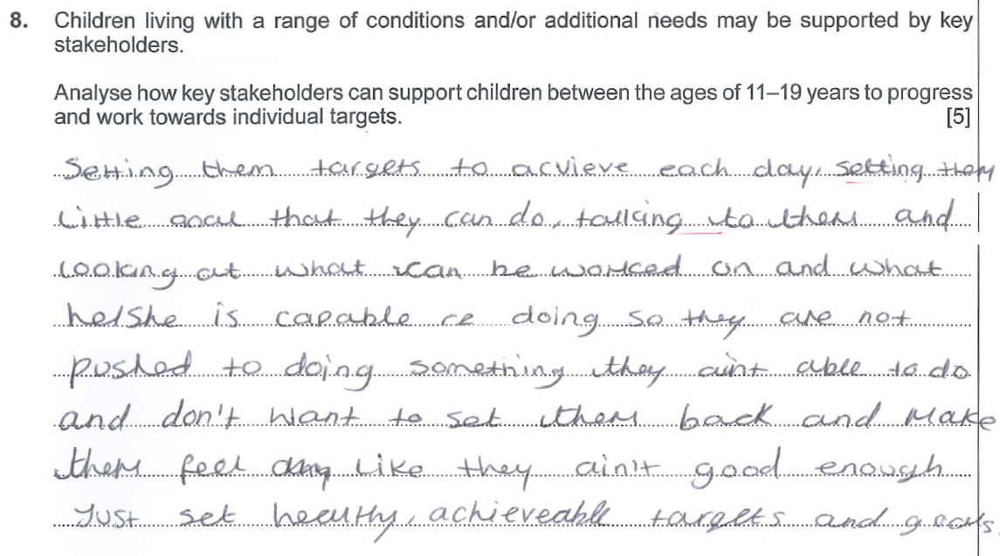 8. Children living with a range of conditions and/or additional needs may be supported by key
stakeholders.
Analyse how key stakeholders can support children between the ages of 11–19 years to progress
and work towards individual targets. [5]
Setting them targets to acvieve each day, setting them
little goal that they can do, talking to them and
looking at what can be worked on and what
he/she is capable re doing so they are not
pushed to doing something they ain't able to do
and don't want to set them back and make
them feel like they ain't good enough
Just set healthy, achieveable targets and goals.